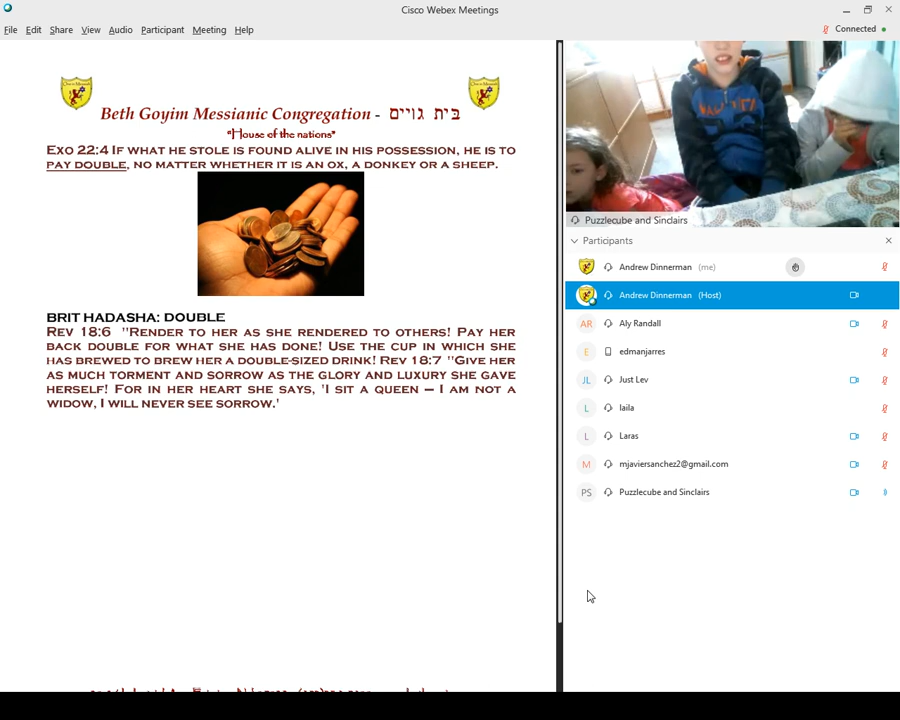 Cisco Webex Meetings
File Edit Share View Audio Participant Meeting Help
Connected
Beth Goyim Messianic Congregation - בית גויים
"House of the nations"
EXO 22:4 IF WHAT HE STOLE IS FOUND ALIVE IN HIS POSSESSION, HE IS TO
PAY DOUBLE, NO MATTER WHETHER IT IS AN OX, A DONKEY OR A SHEEP.
BRIT HADASHA: DOUBLE
REV 18:6 "RENDER TO HER AS SHE RENDERED TO OTHERS! PAY HER
BACK DOUBLE FOR WHAT SHE HAS DONE! USE THE CUP IN WHICH SHE
HAS BREWED TO BREW HER A DOUBLE-SIZED DRINK! REV 18:7 "GIVE HER
AS MUCH TORMENT AND SORROW AS THE GLORY AND LUXURY SHE GAVE
HERSELF! FOR IN HER HEART SHE SAYS, 'I SIT A QUEEN — I AM NOT A
WIDOW, I WILL NEVER SEE SORROW.'
Puzzlecube and Sinclairs
Participants
Andrew Dinnerman (me)
Andrew Dinnerman (Host)
AR Aly Randall
E edmanjarres
JL Just Lev
L laila
L Laras
M mjaviersanchez2@gmail.com
PS Puzzlecube and Sinclairs